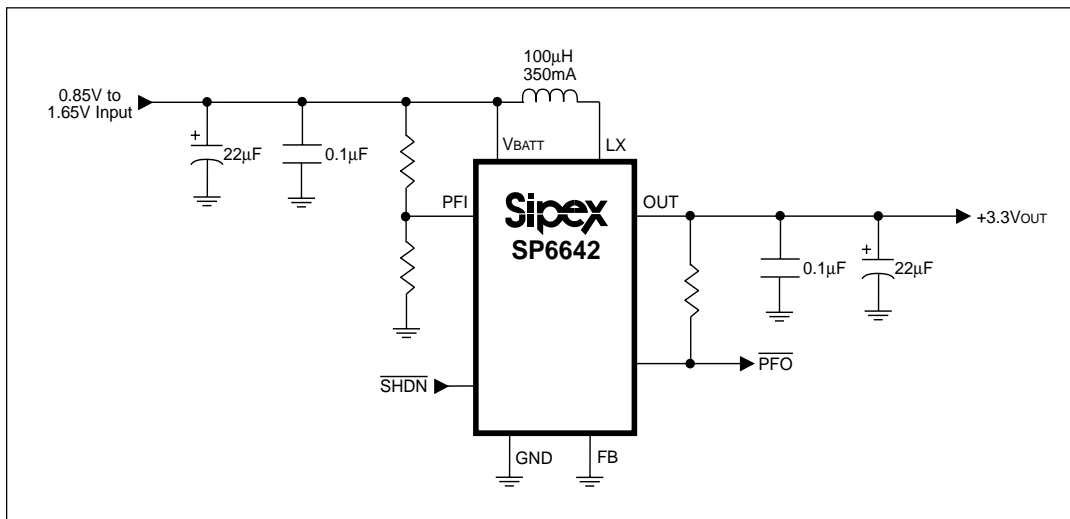 100µH
350mA
0.85V to
1.65V Input
+
22µF
0.1µF
VBATT
LX
PFI
Sipex
SP6642
OUT
+3.3VOUT
0.1µF
+
22µF
SHDN
PFO
GND
FB